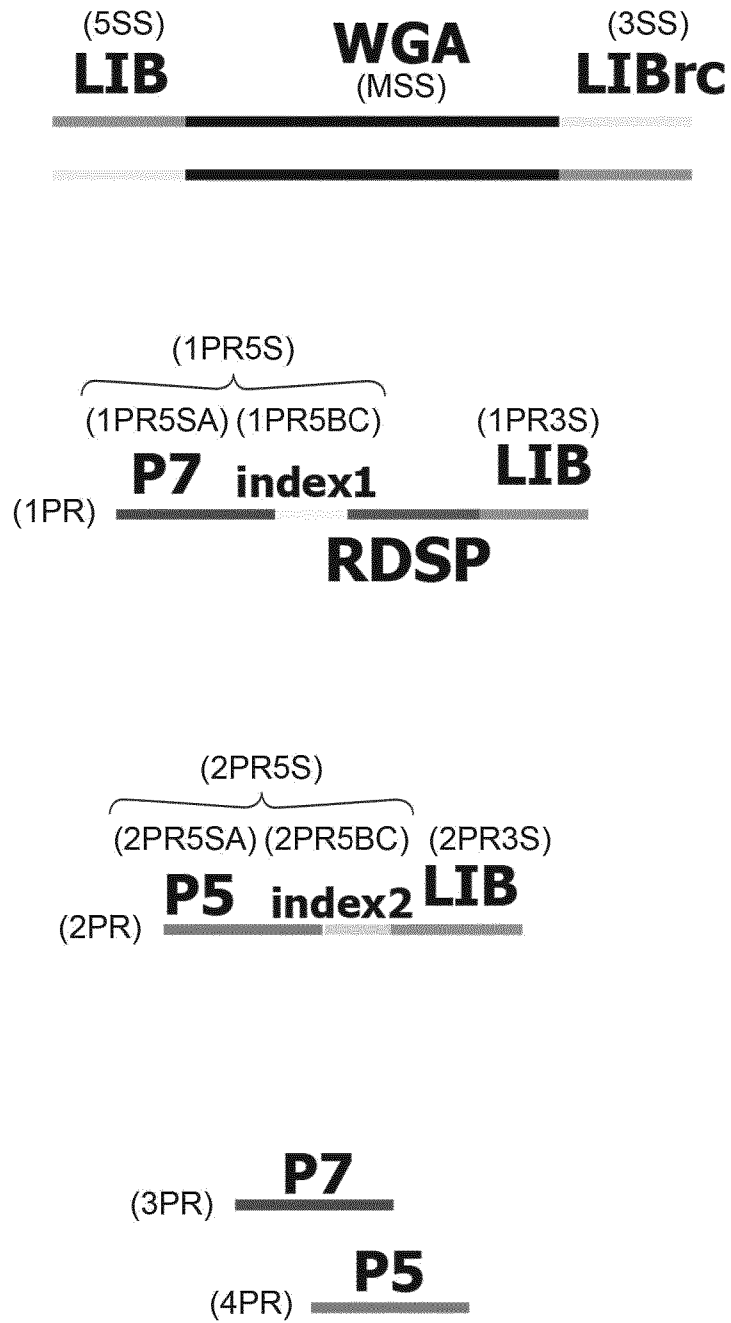 (5SS) (3SS)
LIB WGA LIBrc
(MSS)
(1PR5S)
(1PR5SA) (1PR5BC) (1PR3S)
P7 index1 LIB
(1PR)
RDSP
(2PR5S)
(2PR5SA) (2PR5BC) (2PR3S)
P5 index2 LIB
(2PR)
P7
(3PR)
P5
(4PR)